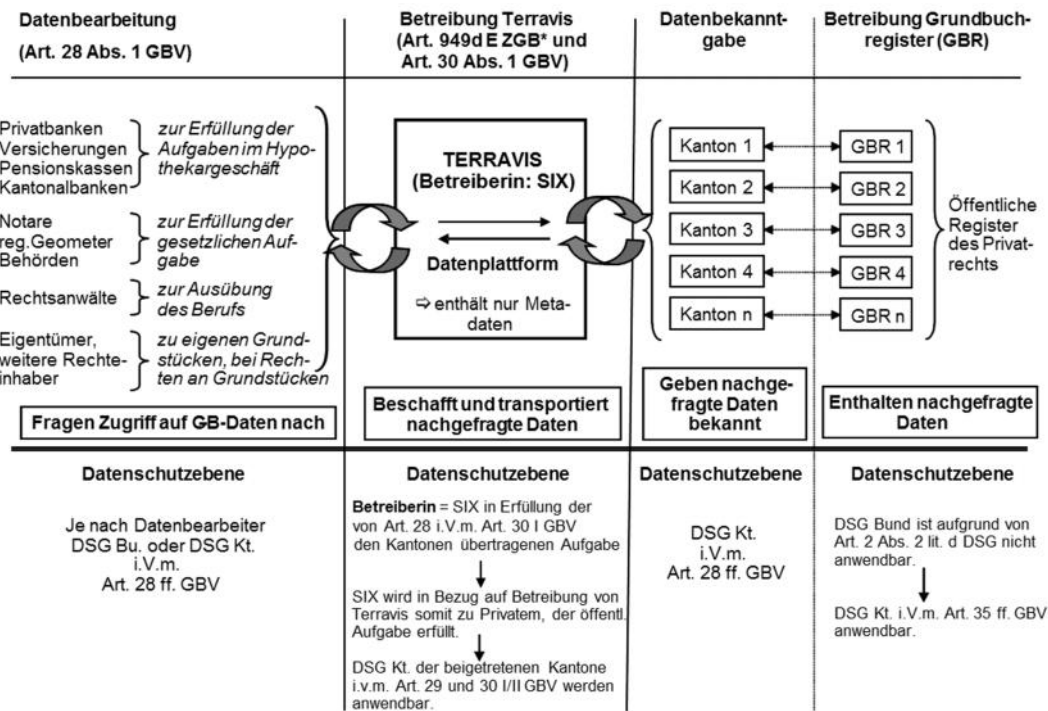 Datenbearbeitung
(Art. 28 Abs. 1 GBV)
Betreibung Terravis
(Art. 949d E ZGB* und
Art. 30 Abs. 1 GBV)
Datenbekannt-
gabe
Betreibung Grundbuch-
register (GBR)
Privatbanken
Versicherungen
Pensionskassen
Kantonalbanken
zur Erfüllung der
Aufgaben im Hypo-
thekargeschäft
Notare
reg.Geometer
Behörden
zur Erfüllung der
gesetzlichen Auf-
gabe
Rechtsanwälte
zur Ausübung
des Berufs
Eigentümer,
weitere Rechte-
inhaber
zu eigenen Grund-
stücken, bei Rech-
ten an Grundstücken
TERRAVIS
(Betreiberin: SIX)
Datenplattform
⇨ enthält nur Meta-
daten
Kanton 1
Kanton 2
Kanton 3
Kanton 4
Kanton n
GBR 1
GBR 2
GBR 3
GBR 4
GBR n
Öffentliche
Register
des Privat-
rechts
Fragen Zugriff auf GB-Daten nach
Beschafft und transportiert
nachgefragte Daten
Geben nachge-
fragte Daten
bekannt
Enthalten nachgefragte
Daten
Datenschutzebene
Je nach Datenbearbeiter
DSG Bu. oder DSG Kt.
i.V.m.
Art. 28 ff. GBV
Datenschutzebene
Betreiberin = SIX in Erfüllung der
von Art. 28 i.V.m. Art. 30 I GBV
den Kantonen übertragenen Aufgabe
SIX wird in Bezug auf Betreibung von
Terravis somit zu Privatem, der öffentl.
Aufgabe erfüllt.
DSG Kt. der beigetretenen Kantone
i.v.m. Art. 29 und 30 I/II GBV werden
anwendbar.
Datenschutzebene
DSG Kt.
i.V.m.
Art. 28 ff. GBV
Datenschutzebene
DSG Bund ist aufgrund von
Art. 2 Abs. 2 lit. d DSG nicht
anwendbar.
DSG Kt. i.V.m. Art. 35 ff. GBV
anwendbar.